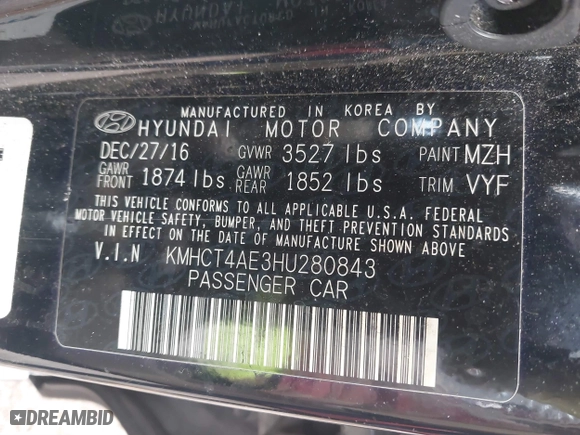 MANUFACTURED IN KOREA BY
HYUNDAI MOTOR COMPANY
DEC/27/16 GVWR 3527 lbs PAINT MZH
GAWR FRONT 1874 lbs GAWR REAR 1852 lbs TRIM VYF
THIS VEHICLE CONFORMS TO ALL APPLICABLE U.S.A. FEDERAL
MOTOR VEHICLE SAFETY, BUMPER, AND THEFT PREVENTION STANDARDS
IN EFFECT ON THE DATE OF MANUFACTURE SHOWN ABOVE
V.I.N KMHCT4AE3HU280843
PASSENGER CAR
DREAMBID